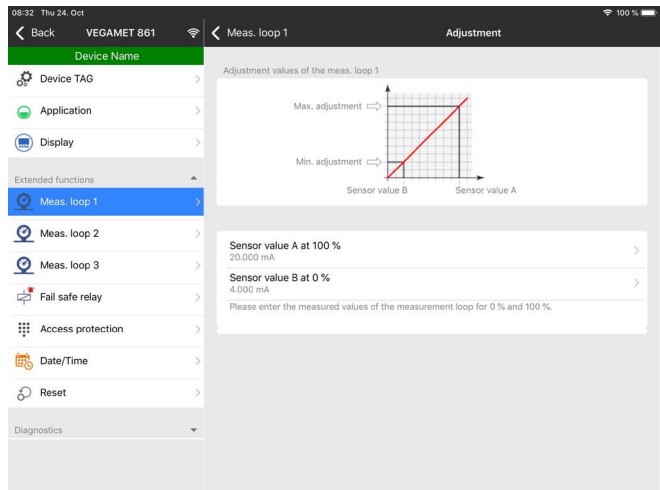 08:32 Thu 24. Oct
100 %
Back
VEGAMET 861
Meas. loop 1
Adjustment
Device Name
Device TAG
Application
Display
Extended functions
Meas. loop 1
Meas. loop 2
Meas. loop 3
Fail safe relay
Access protection
Date/Time
Reset
Diagnostics
Adjustment values of the meas. loop 1
Max. adjustment
Min. adjustment
Sensor value B
Sensor value A
Sensor value A at 100 %
20.000 mA
Sensor value B at 0 %
4.000 mA
Please enter the measured values of the measurement loop for 0 % and 100 %.